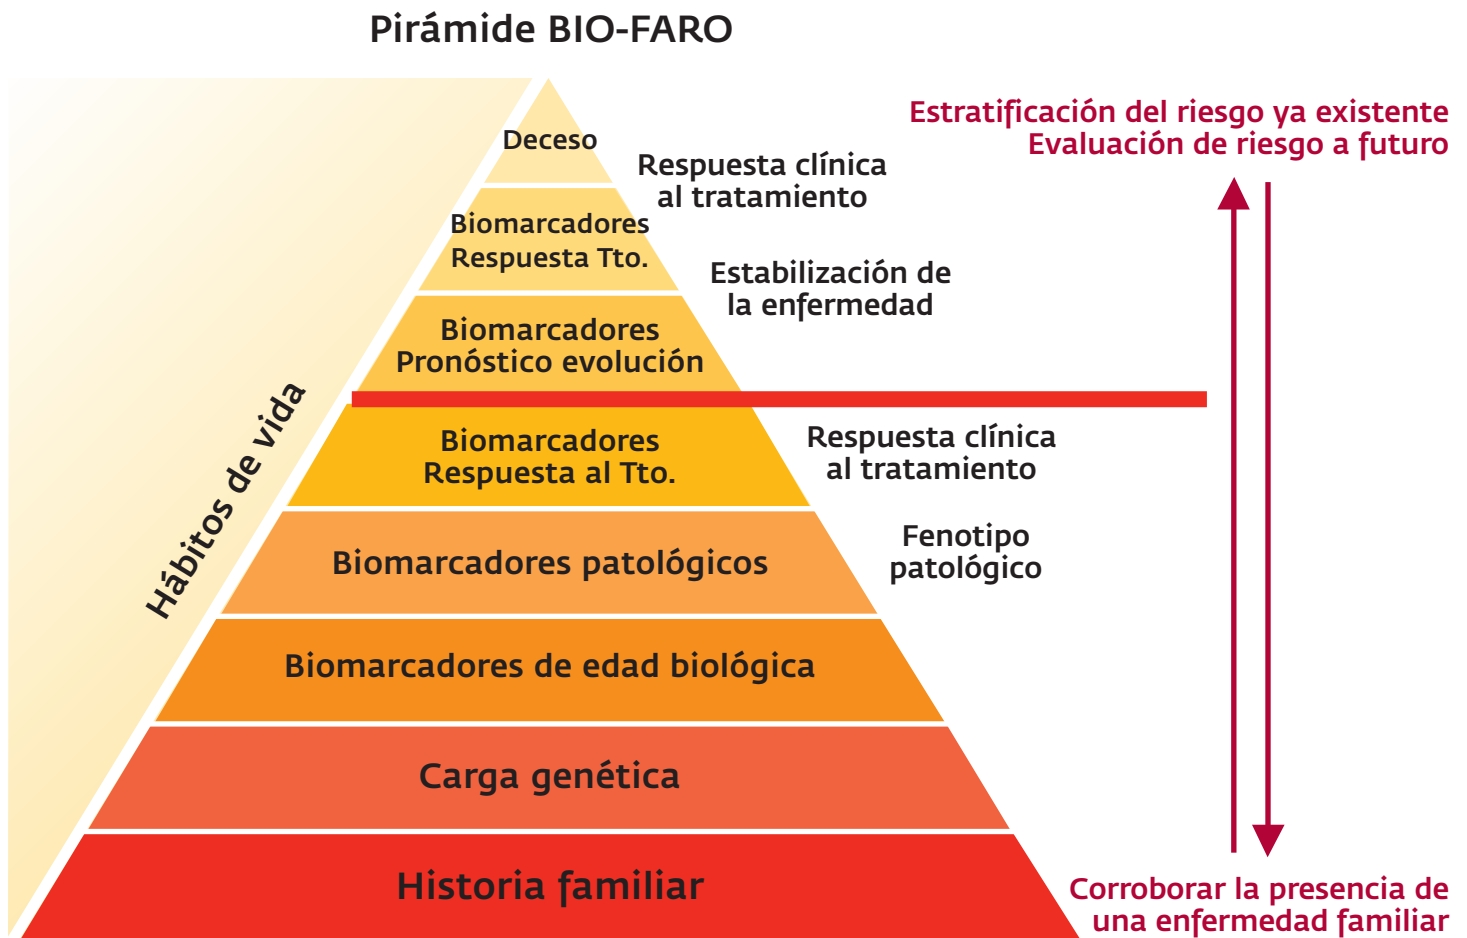 Pirámide BIO-FARO
Estratificación del riesgo ya existente
Evaluación de riesgo a futuro
Deceso
Respuesta clínica
al tratamiento
Biomarcadores
Respuesta Tto.
Estabilización de
la enfermedad
Biomarcadores
Pronóstico evolución
Hábitos de vida
Biomarcadores
Respuesta al Tto.
Respuesta clínica
al tratamiento
Fenotipo
patológico
Biomarcadores patológicos
Biomarcadores de edad biológica
Carga genética
Historia familiar
Corroborar la presencia de
una enfermedad familiar